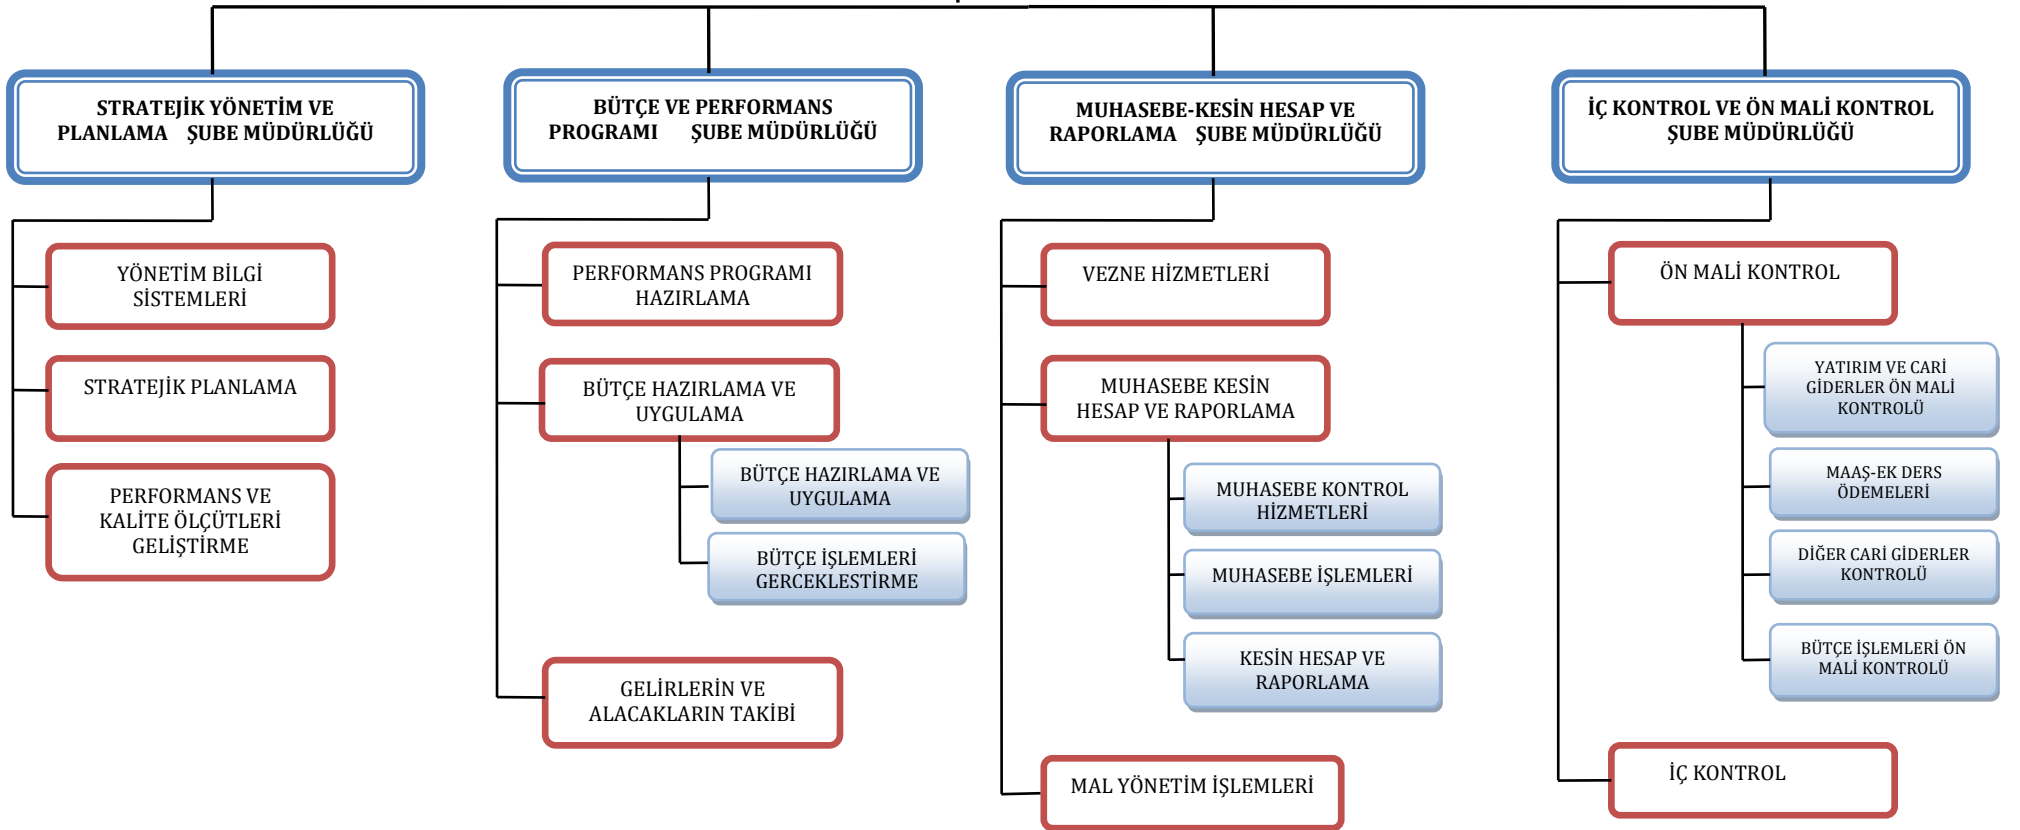 STRATEJİK YÖNETİM VE
PLANLAMA ŞUBE MÜDÜRLÜĞÜ
YÖNETİM BİLGİ
SİSTEMLERİ
STRATEJİK PLANLAMA
PERFORMANS VE
KALİTE ÖLÇÜTLERİ
GELİŞTİRME
BÜTÇE VE PERFORMANS
PROGRAMI ŞUBE MÜDÜRLÜĞÜ
PERFORMANS PROGRAMI
HAZIRLAMA
BÜTÇE HAZIRLAMA VE
UYGULAMA
BÜTÇE HAZIRLAMA VE
UYGULAMA
BÜTÇE İŞLEMLERİ
GERCEKLESTİRME
GELİRLERİN VE
ALACAKLARIN TAKİBİ
MUHASEBE-KESİN HESAP VE
RAPORLAMA ŞUBE MÜDÜRLÜĞÜ
VEZNE HİZMETLERİ
MUHASEBE KESİN
HESAP VE RAPORLAMA
MUHASEBE KONTROL
HİZMETLERİ
MUHASEBE İŞLEMLERİ
KESİN HESAP VE
RAPORLAMA
MAL YÖNETİM İŞLEMLERİ
İÇ KONTROL VE ÖN MALİ KONTROL
ŞUBE MÜDÜRLÜĞÜ
ÖN MALİ KONTROL
YATIRIM VE CARİ
GİDERLER ÖN MALİ
KONTROLÜ
MAAŞ-EK DERS
ÖDEMELERİ
DİĞER CARİ GİDERLER
KONTROLÜ
BÜTÇE İŞLEMLERİ ÖN
MALİ KONTROLÜ
İÇ KONTROL